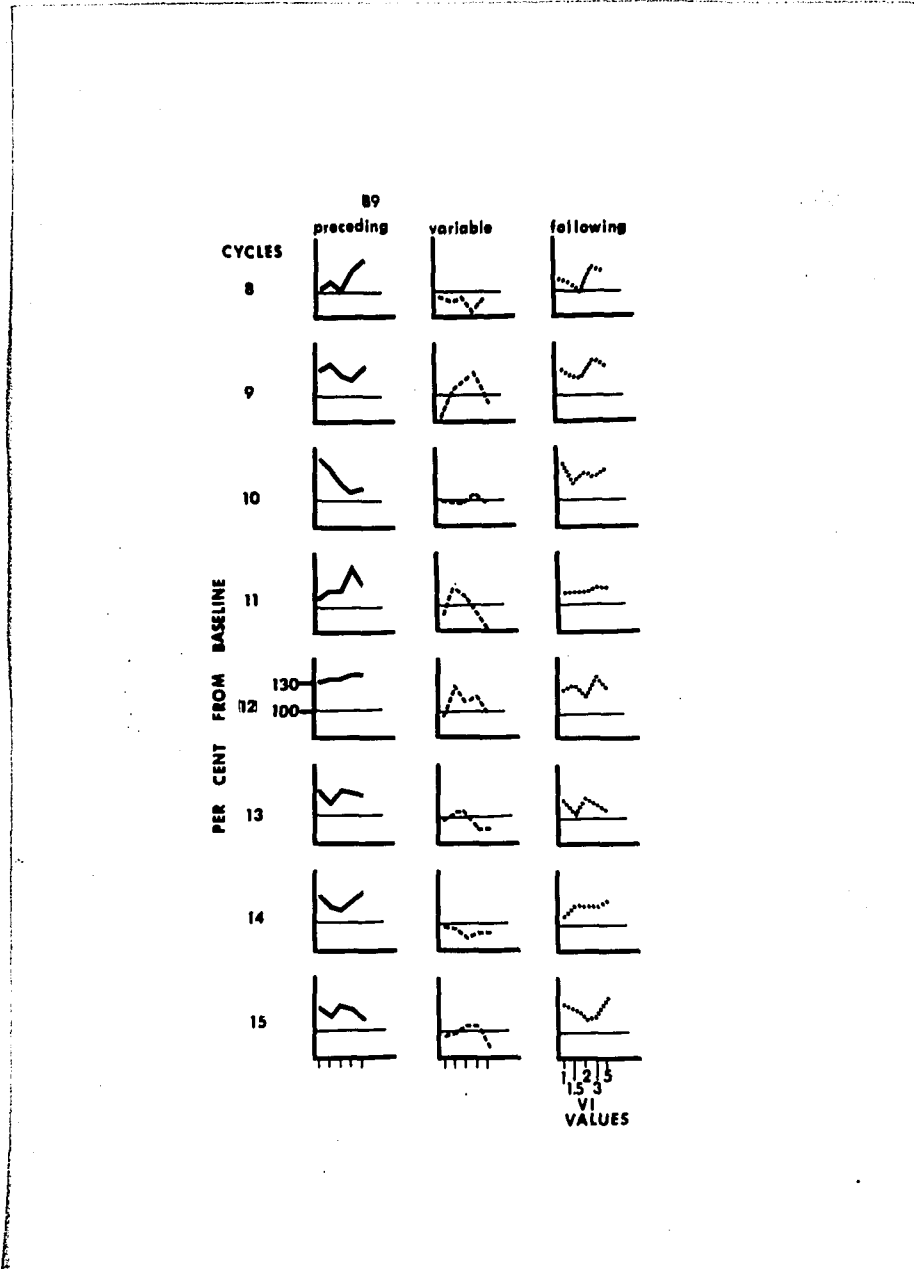 B9
preceding variable following
CYCLES
8
9
10
11
130
12
100
13
14
15
PER CENT FROM BASELINE
1 2 5
1.5 3
VI
VALUES